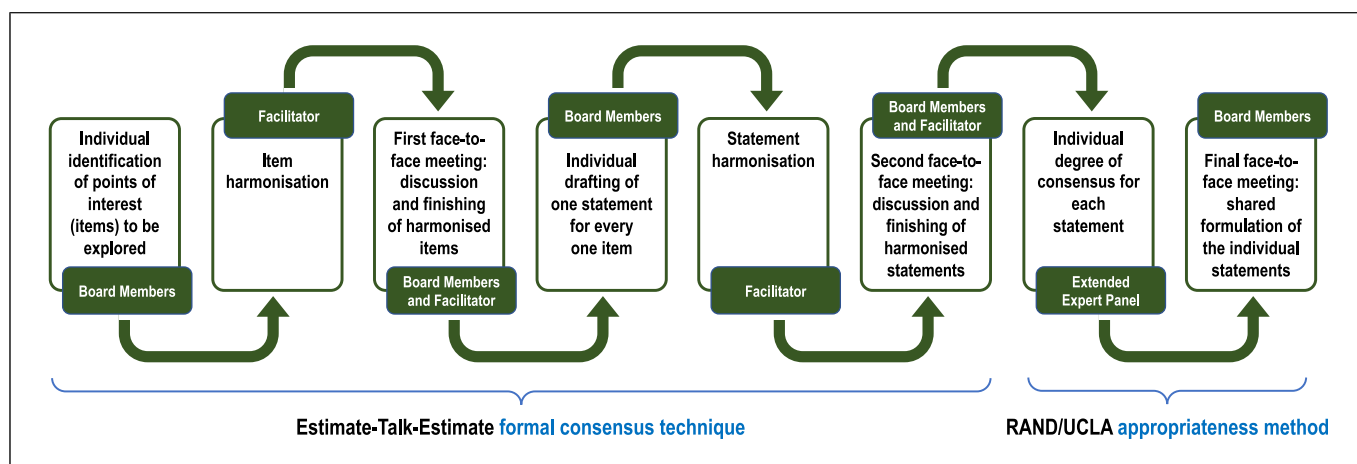 Individual
identification
of points of
interest
(items) to be
explored
Board Members
Facilitator
Item
harmonisation
First face-to-
face meeting:
discussion
and finishing
of harmonised
items
Board Members
and Facilitator
Board Members
Individual
drafting of
one statement
for every
one item
Statement
harmonisation
Facilitator
Board Members
and Facilitator
Second face-to-
face meeting:
discussion and
finishing of
harmonised
statements
Individual
degree of
consensus for
each
statement
Extended
Expert Panel
Board Members
Final face-to-
face meeting:
shared
formulation of
the individual
statements
Estimate-Talk-Estimate formal consensus technique
RAND/UCLA appropriateness method